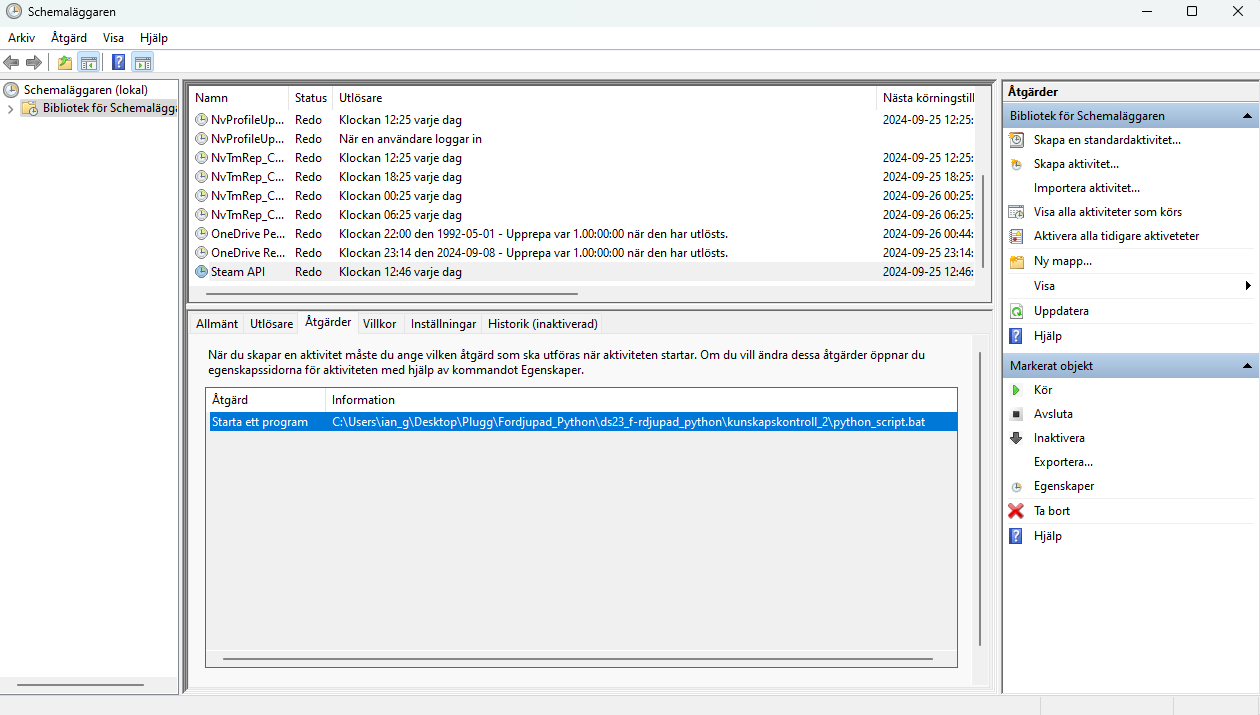 Schemaläggaren
Arkiv Åtgärd Visa Hjälp
Schemaläggaren (lokal)
Bibliotek för Schemalägga
Namn Status Utlösare Nästa körningstill
NvProfileUp... Redo Klockan 12:25 varje dag 2024-09-25 12:25:
NvProfileUp... Redo När en användare loggar in
NvTmRep_C... Redo Klockan 12:25 varje dag 2024-09-25 12:25:
NvTmRep_C... Redo Klockan 18:25 varje dag 2024-09-25 18:25:
NvTmRep_C... Redo Klockan 00:25 varje dag 2024-09-26 00:25:
NvTmRep_C... Redo Klockan 06:25 varje dag 2024-09-26 06:25:
OneDrive Pe... Redo Klockan 22:00 den 1992-05-01 - Upprepa var 1.00:00:00 när den har utlösts. 2024-09-26 00:44:
OneDrive Re... Redo Klockan 23:14 den 2024-09-08 - Upprepa var 1.00:00:00 när den har utlösts. 2024-09-25 23:14:
Steam API Redo Klockan 12:46 varje dag 2024-09-25 12:46:
Allmänt Utlösare Åtgärder Villkor Inställningar Historik (inaktiverad)
När du skapar en aktivitet måste du ange vilken åtgärd som ska utföras när aktiviteten startar. Om du vill ändra dessa åtgärder öppnar du
egenskapssidorna för aktiviteten med hjälp av kommandot Egenskaper.
Åtgärd Information
Starta ett program C:\Users\ian_g\Desktop\Plugg\Fordjupad_Python\ds23_f-rdjupad_python\kunskapskontroll_2\python_script.bat
Åtgärder
Bibliotek för Schemaläggaren
Skapa en standardaktivitet...
Skapa aktivitet...
Importera aktivitet...
Visa alla aktiviteter som körs
Aktivera alla tidigare aktiveteter
Ny mapp...
Visa
Uppdatera
Hjälp
Markerat objekt
Kör
Avsluta
Inaktivera
Exportera...
Egenskaper
Ta bort
Hjälp